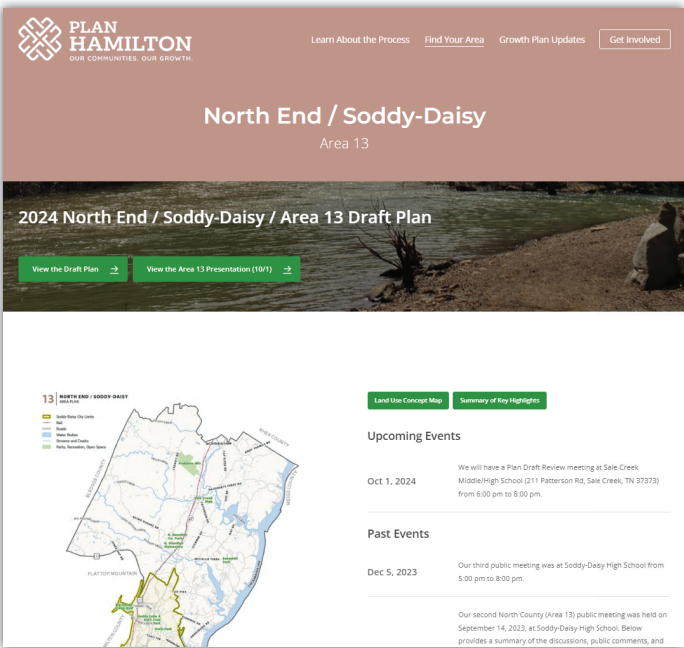 PLAN
HAMILTON
OUR COMMUNITIES. OUR GROWTH.
Learn About the Process
Find Your Area
Growth Plan Updates
Get Involved
North End / Soddy-Daisy
Area 13
2024 North End / Soddy-Daisy / Area 13 Draft Plan
View the Draft Plan →
View the Area 13 Presentation (10/1) →
13 NORTH END / SODDY-DAISY
AREA PLAN
Soddy-Daisy City Limits
Rail
Roads
Water Bodies
Streams and Creeks
Parks, Recreation, Open Space
RHEA COUNTY
BLEDSOE COUNTY
FLAT TOP MOUNTAIN
Land Use Concept Map
Summary of Key Highlights
Upcoming Events
Oct 1, 2024
We will have a Plan Draft Review meeting at Sale Creek
Middle/High School (211 Patterson Rd, Sale Creek, TN 37373)
from 6:00 pm to 8:00 pm.
Past Events
Dec 5, 2023
Our third public meeting was at Soddy-Daisy High School from
5:00 pm to 8:00 pm.
Our second North County (Area 13) public meeting was held on
September 14, 2023, at Soddy-Daisy High School. Below
provides a summary of the discussions, public comments, and